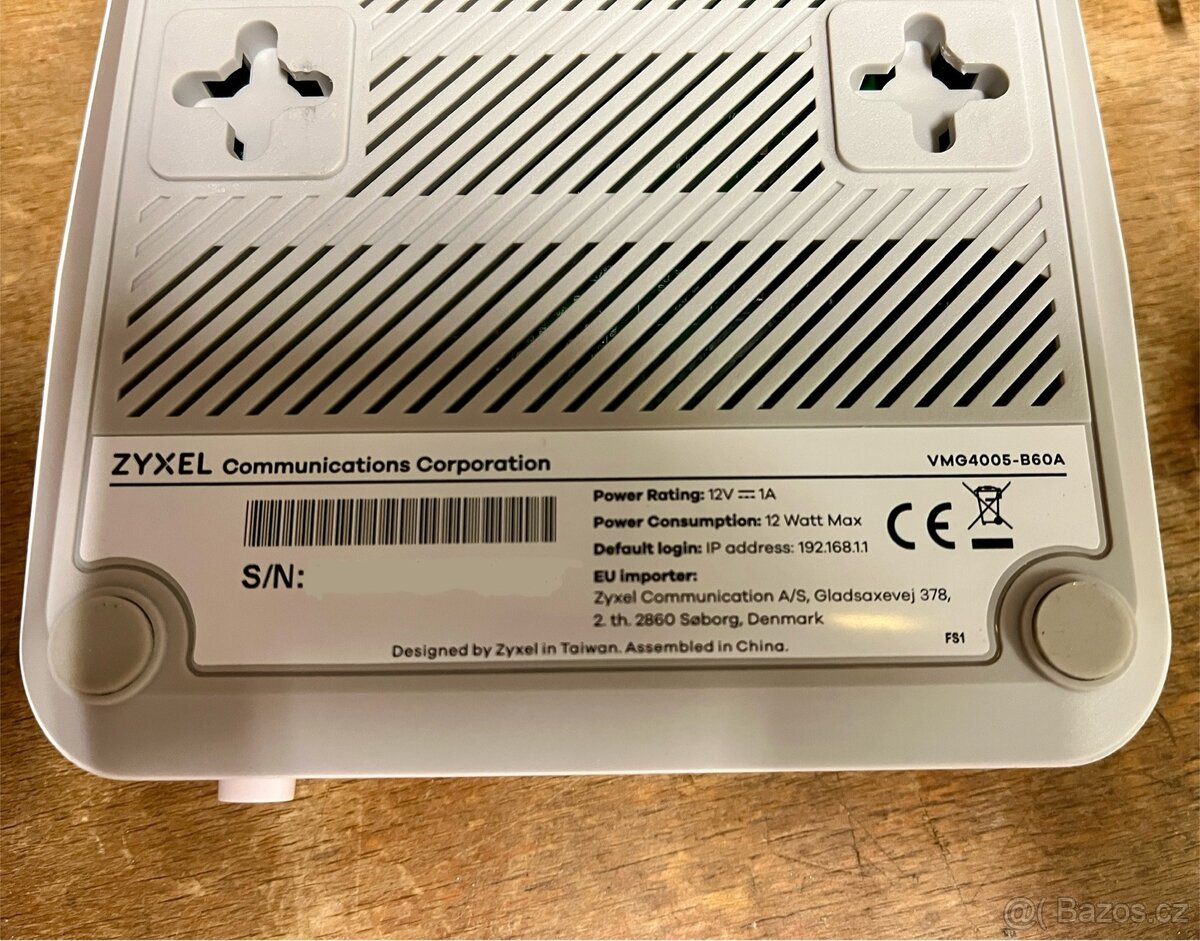 ZYXEL Communications Corporation
VMG4005-B60A
S/N:
Power Rating: 12V ⎓ 1A
Power Consumption: 12 Watt Max
Default login: IP address: 192.168.1.1
EU importer:
Zyxel Communication A/S, Gladsaxevej 378,
2. th. 2860 Søborg, Denmark
FS1
Designed by Zyxel in Taiwan. Assembled in China.
@( Bazos.cz